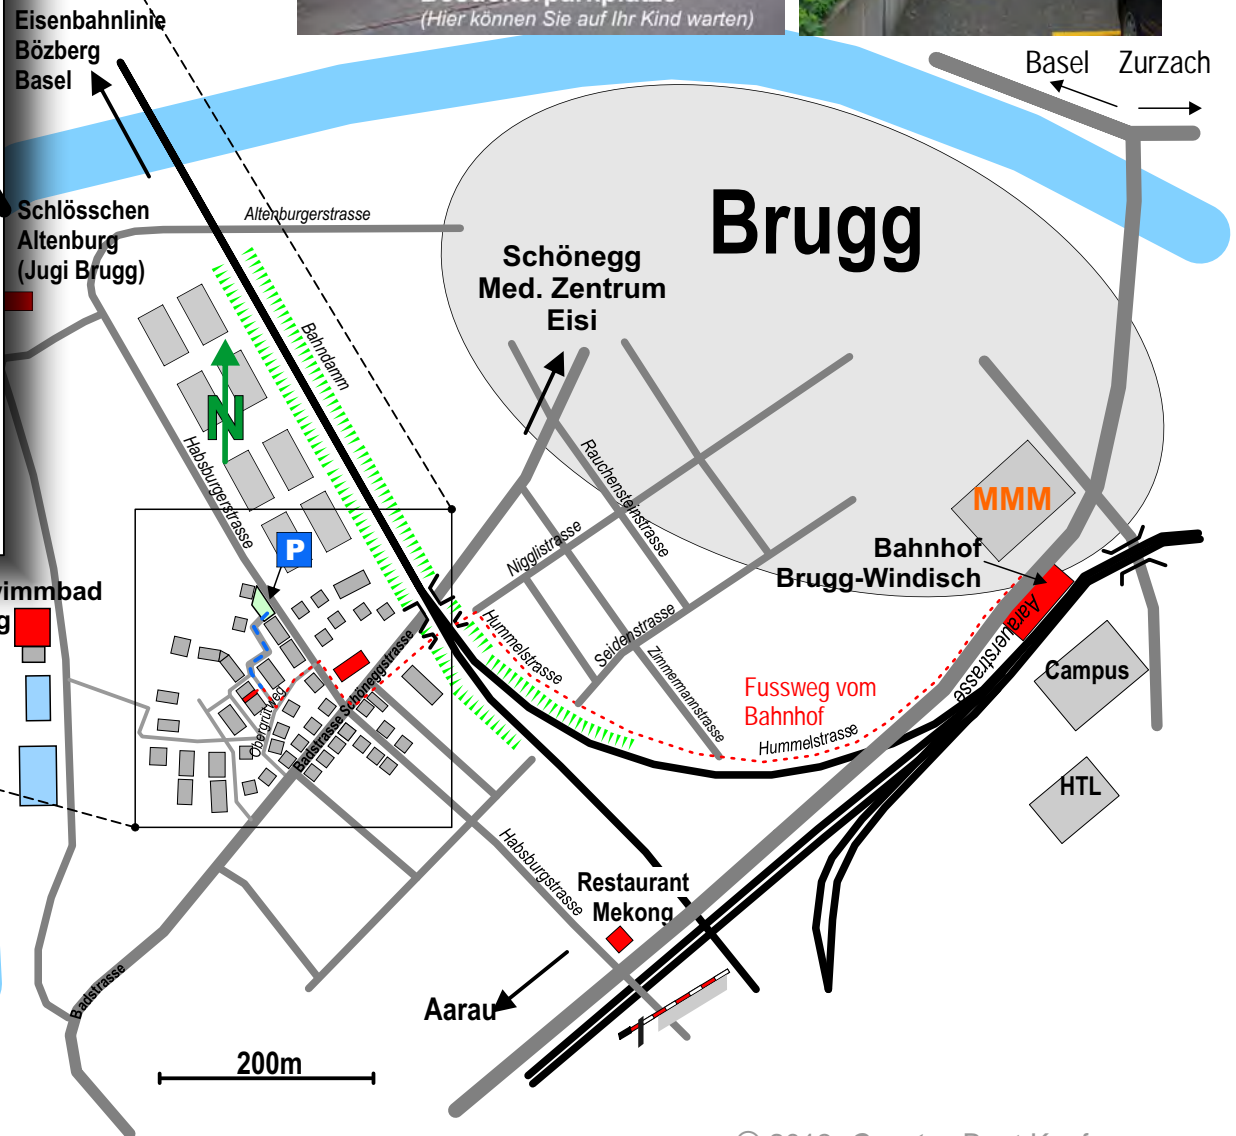 (Hier können Sie auf Ihr Kind warten)
Eisenbahnlinie
Bözberg
Basel
Basel
Zurzach
Schlösschen
Altenburg
(Jugi Brugg)
Altenburgerstrasse
Brugg
Schönegg
Med. Zentrum
Eisi
Bahndamm
N
Habsburgerstrasse
Rauchensteinstrasse
MMM
P
Nigglistrasse
Bahnhof
Brugg-Windisch
Hummelstrasse
Seidenstrasse
Zimmermannstrasse
Aarauerstrasse
Campus
Schöneggstrasse
Obergrütweg
Badstrasse
Fussweg vom
Bahnhof
Hummelstrasse
HTL
Habsburgstrasse
Restaurant
Mekong
Badstrasse
Aarau
200m